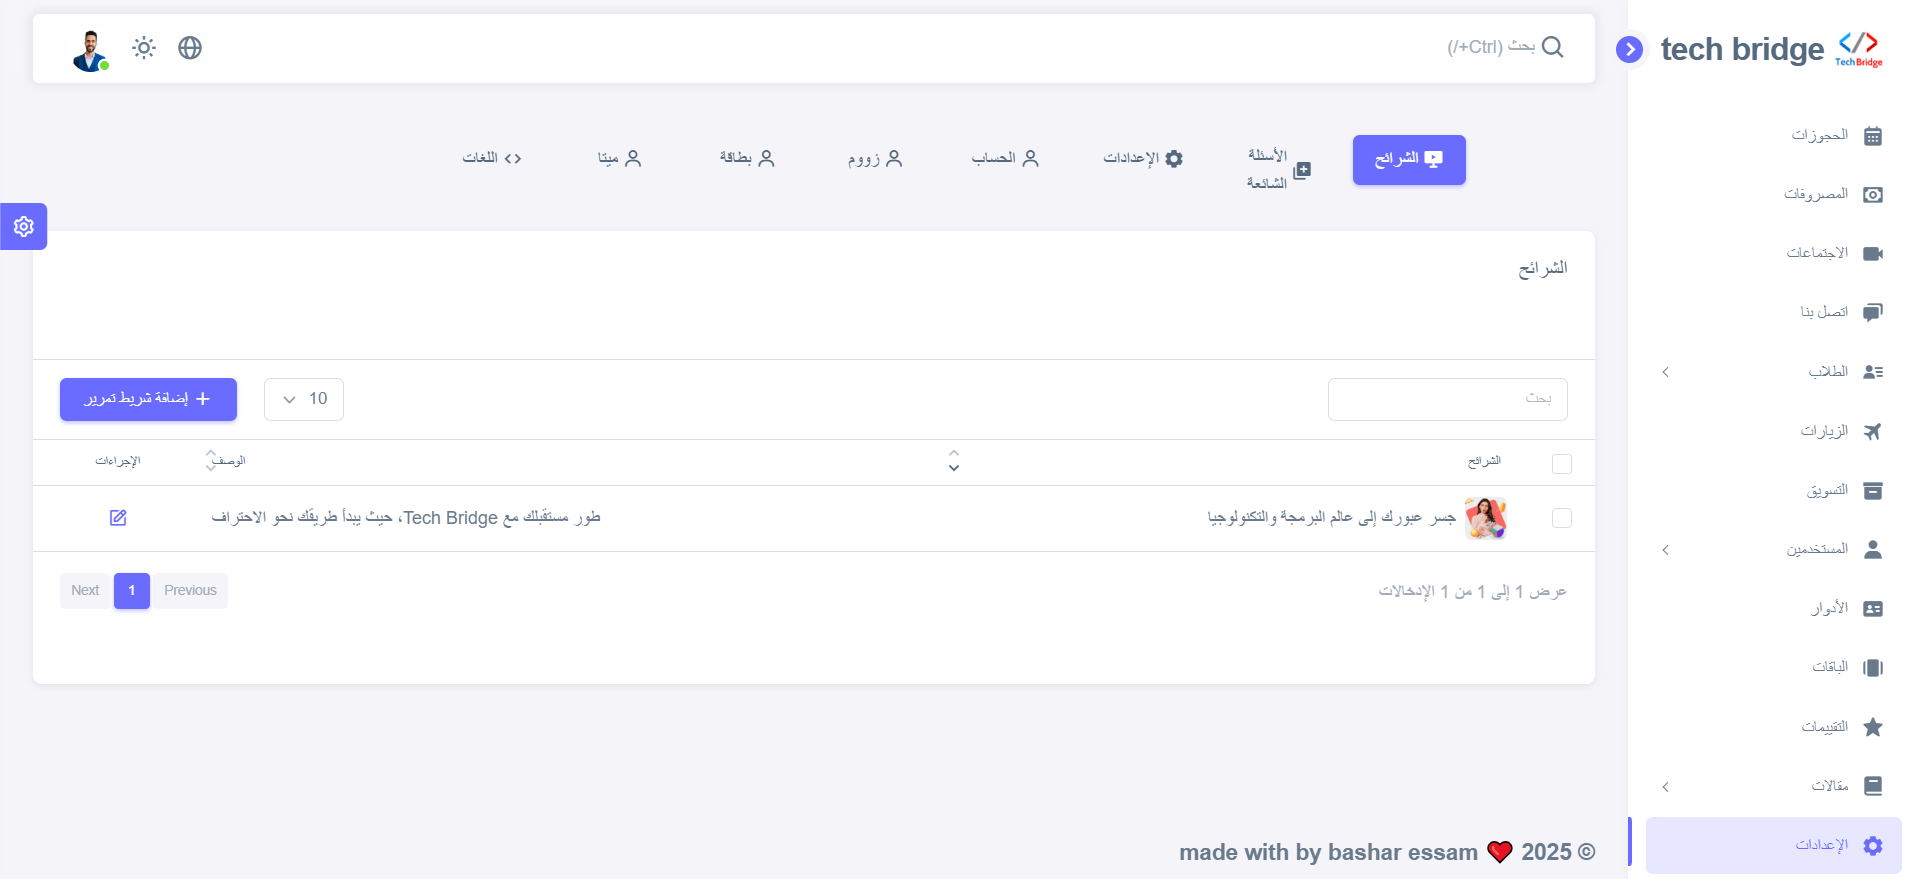 tech bridge
TechBridge
الحجوزات
المصروفات
الاجتماعات
اتصل بنا
الطلاب
الزيارات
التسويق
المستخدمين
الأدوار
الباقات
التقييمات
مقالات
الإعدادات
بحث (Ctrl+/)
الشرائح
الأسئلة
الشائعة
الإعدادات
الحساب
زووم
بطاقة
ميتا
اللغات
الشرائح
بحث
10
إضافة شريط تمرير
الشرائح
الوصف
الإجراءات
جسر عبورك إلى عالم البرمجة والتكنولوجيا
طور مستقبلك مع Tech Bridge، حيث يبدأ طريقك نحو الاحتراف
عرض 1 إلى 1 من 1 الإدخالات
Previous
1
Next
© 2025 ❤️ made with by bashar essam